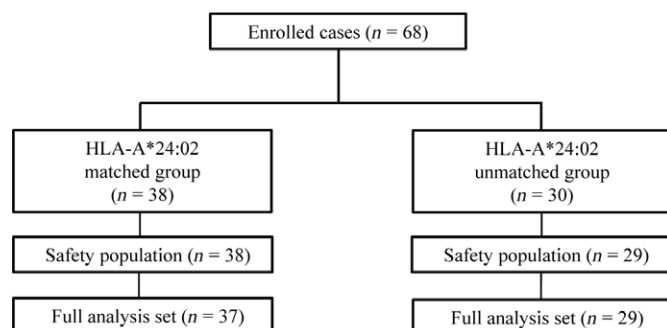 Enrolled cases (n = 68)
HLA-A*24:02
matched group
(n = 38)
HLA-A*24:02
unmatched group
(n = 30)
Safety population (n = 38)
Safety population (n = 29)
Full analysis set (n = 37)
Full analysis set (n = 29)